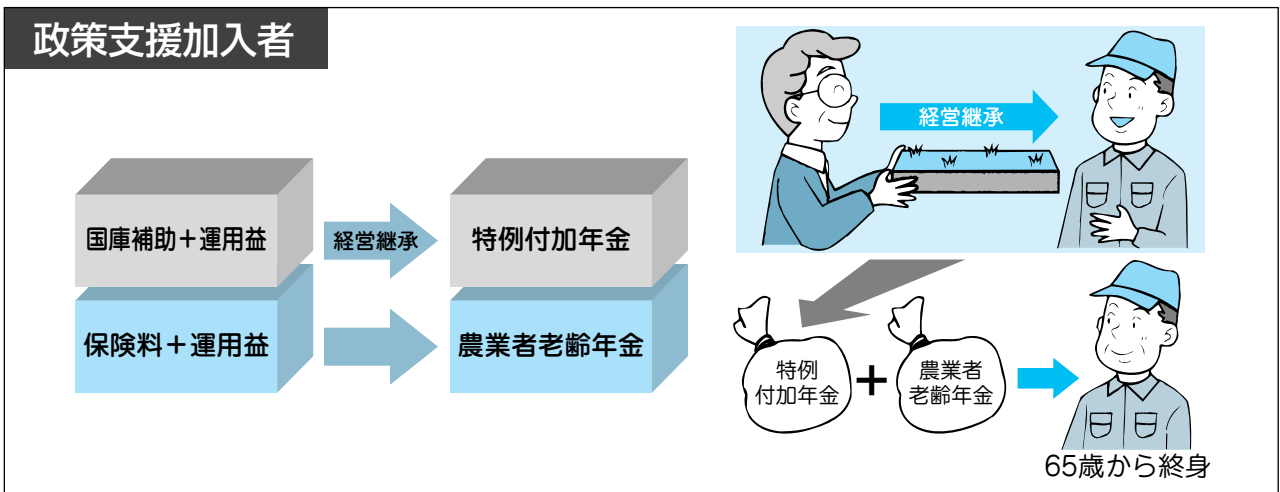 政策支援加入者
国庫補助＋運用益
経営継承
特例付加年金
保険料＋運用益
農業者老齢年金
経営継承
特例
付加年金
＋
農業者
老齢年金
65歳から終身